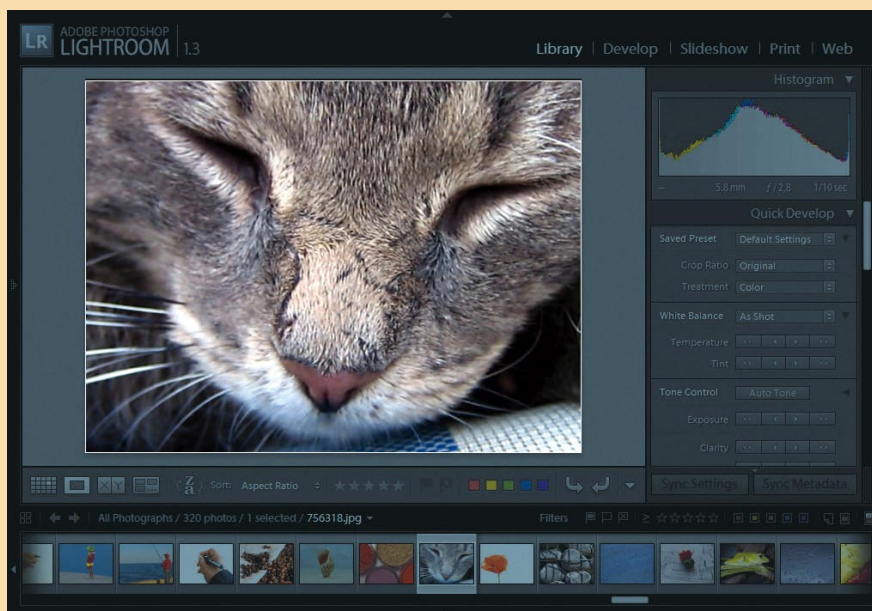 LR ADOBE PHOTOSHOP
LIGHTROOM 1.3
Library | Develop | Slideshow | Print | Web
Histogram
5.8 mm f / 2.8 1/10 sec
Quick Develop
Saved Preset Default Settings
Crop Ratio Original
Treatment Color
White Balance As Shot
Temperature
Tint
Tone Control Auto Tone
Exposure
Clarity
X Y Sort: Aspect Ratio
Sync Settings Sync Metadata
All Photographs / 320 photos / 1 selected / 756318.jpg
Filters